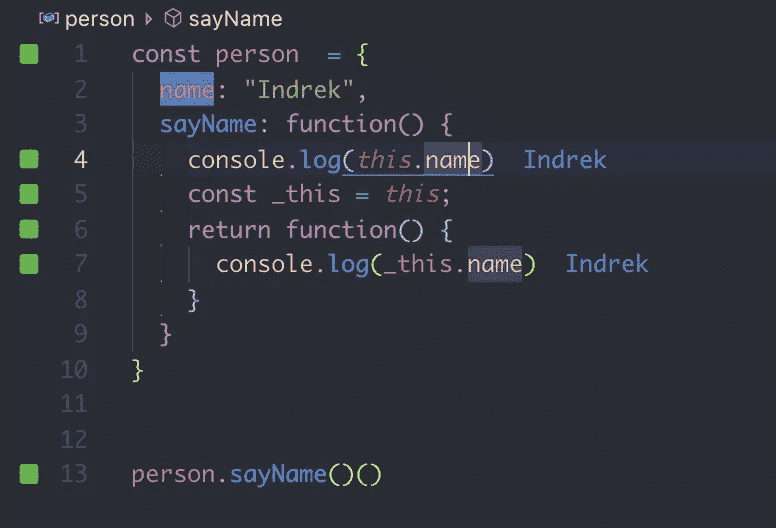 person sayName
1 const person = {
2 name: "Indrek",
3 sayName: function() {
4 console.log(this.name) Indrek
5 const _this = this;
6 return function() {
7 console.log(_this.name) Indrek
8 }
9 }
10 }
11
12
13 person.sayName()()